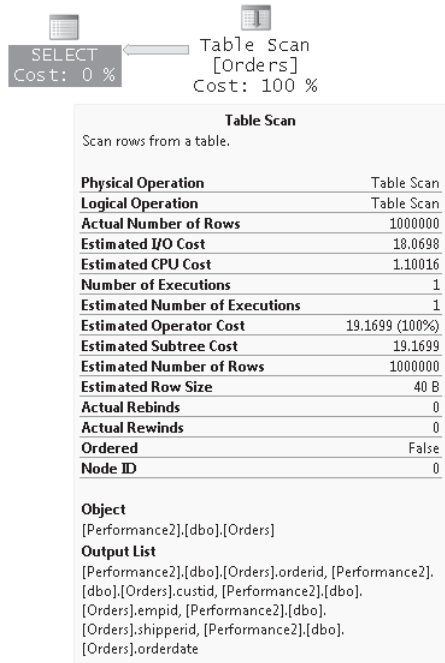 SELECT
Cost: 0 %
Table Scan
[Orders]
Cost: 100 %
Table Scan
Scan rows from a table.
Physical Operation Table Scan
Logical Operation Table Scan
Actual Number of Rows 1000000
Estimated I/O Cost 18.0698
Estimated CPU Cost 1.10016
Number of Executions 1
Estimated Number of Executions 1
Estimated Operator Cost 19.1699 (100%)
Estimated Subtree Cost 19.1699
Estimated Number of Rows 1000000
Estimated Row Size 40 B
Actual Rebinds 0
Actual Rewinds 0
Ordered False
Node ID 0
Object
[Performance2].[dbo].[Orders]
Output List
[Performance2].[dbo].[Orders].orderid, [Performance2].
[dbo].[Orders].custid, [Performance2].[dbo].
[Orders].empid, [Performance2].[dbo].
[Orders].shipperid, [Performance2].[dbo].
[Orders].orderdate